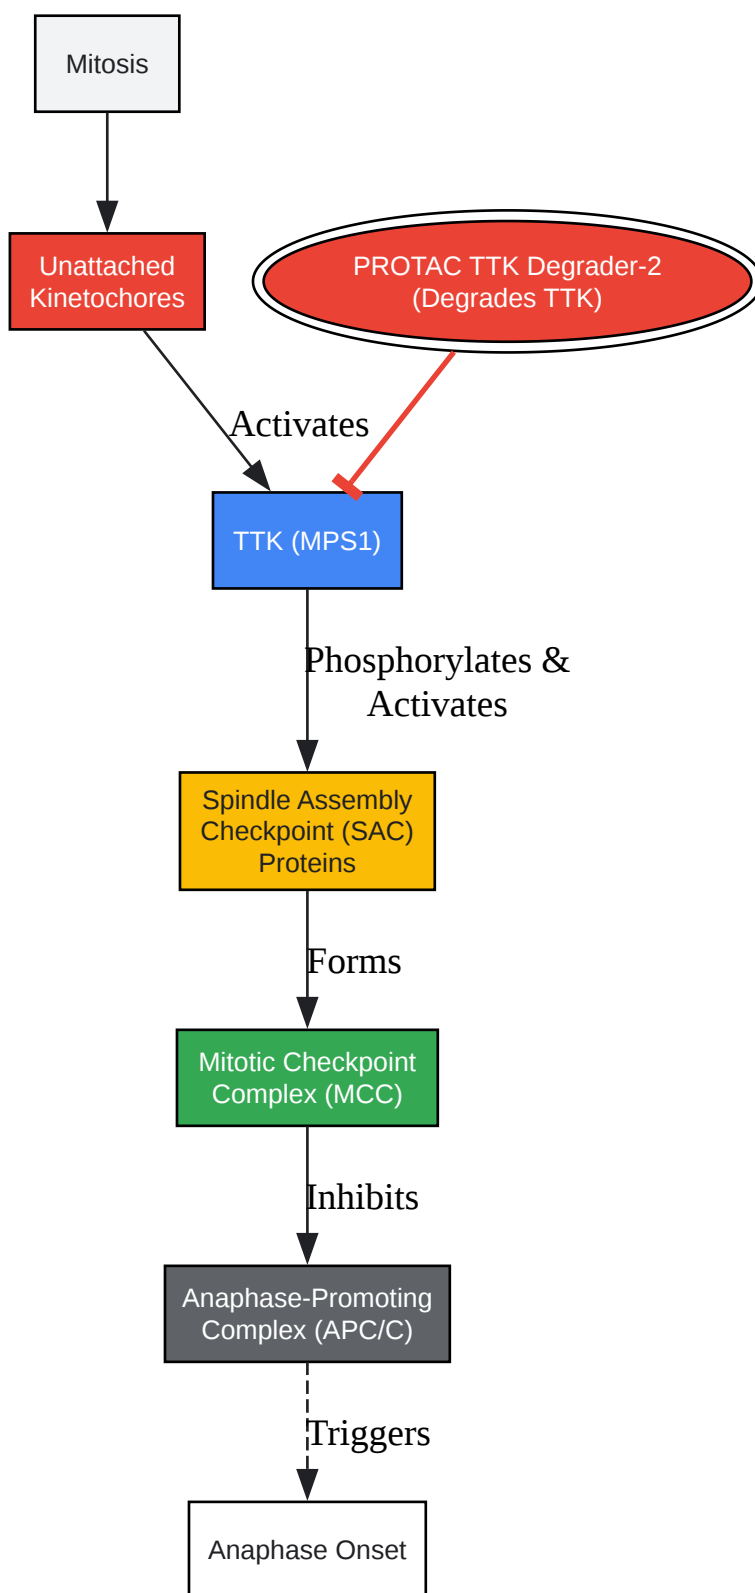 Mitosis
Unattached
Kinetochores
PROTAC TTK Degrader-2
(Degrades TTK)
Activates
TTK (MPS1)
Phosphorylates &
Activates
Spindle Assembly
Checkpoint (SAC)
Proteins
Forms
Mitotic Checkpoint
Complex (MCC)
Inhibits
Anaphase-Promoting
Complex (APC/C)
Triggers
Anaphase Onset